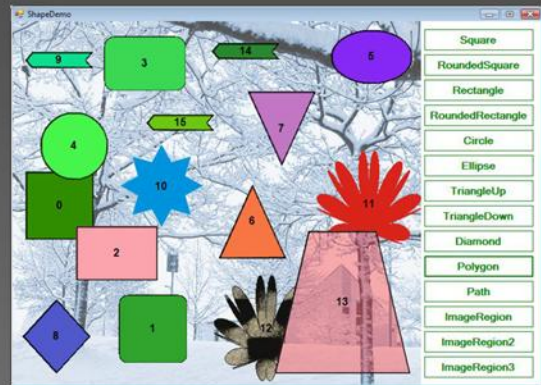 ShapeDemo
9
3
14
5
15
7
4
10
0
11
6
2
13
8
1
12
Square
RoundedSquare
Rectangle
RoundedRectangle
Circle
Ellipse
TriangleUp
TriangleDown
Diamond
Polygon
Path
ImageRegion
ImageRegion2
ImageRegion3